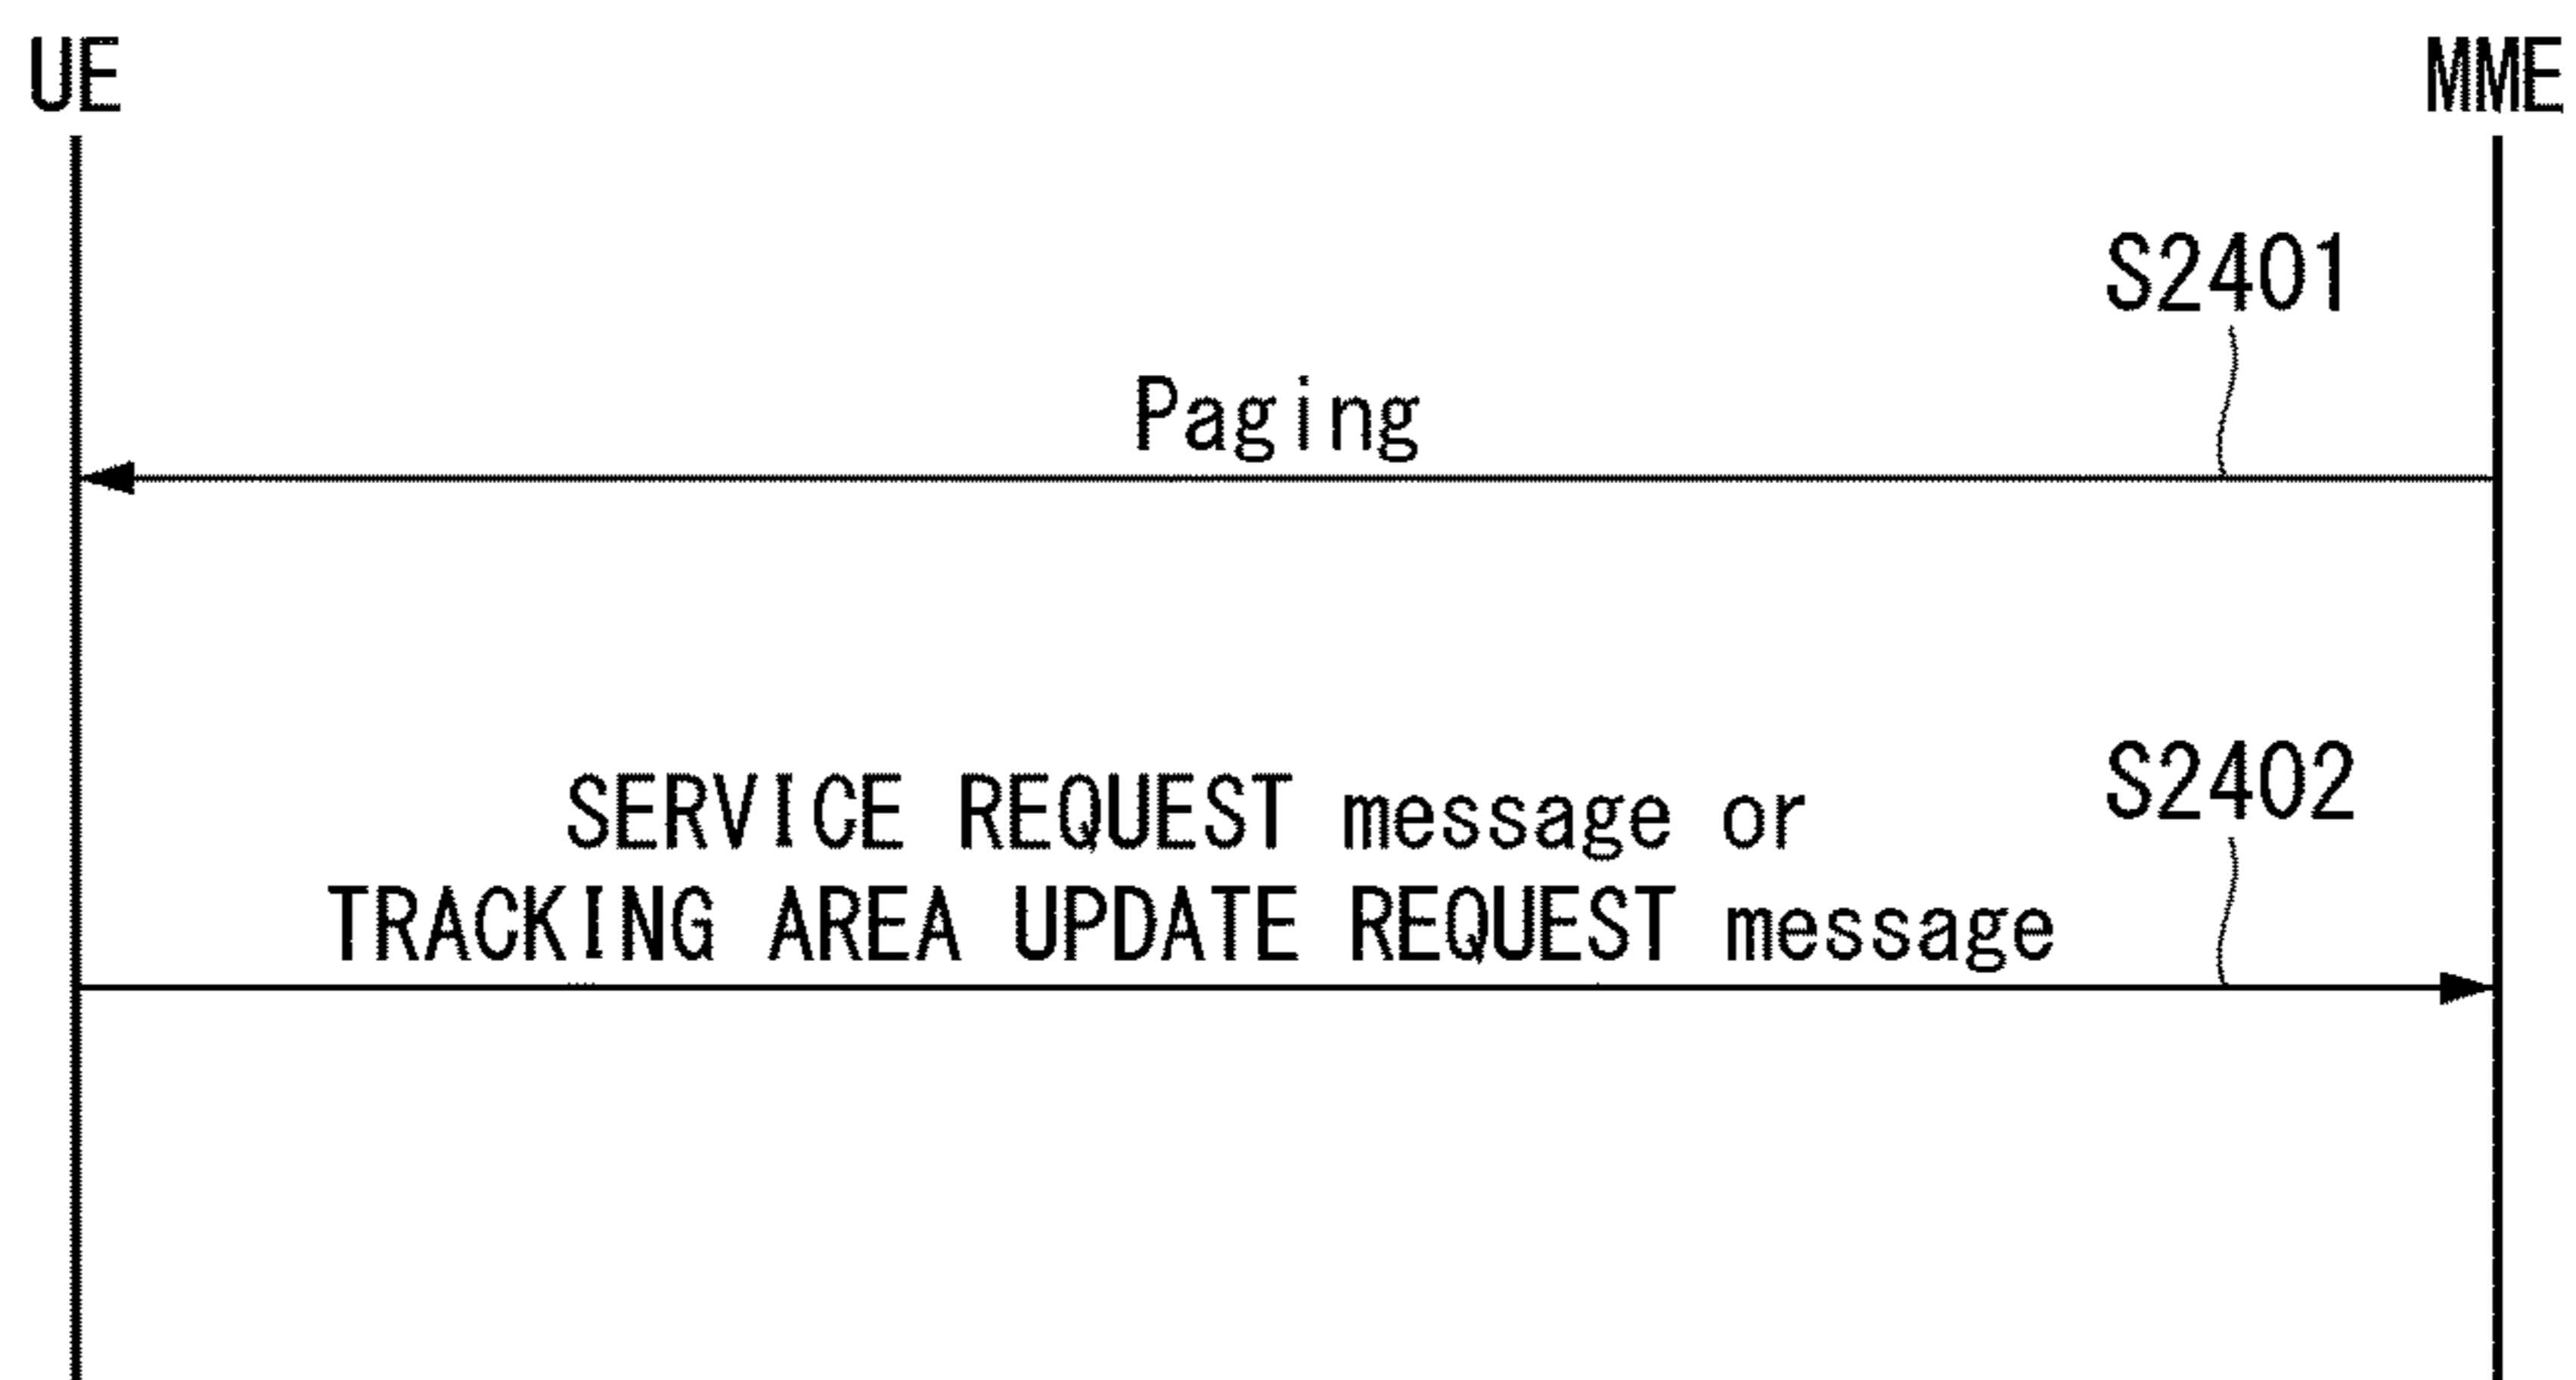 UE MME
S2401
Paging
S2402
SERVICE REQUEST message or
TRACKING AREA UPDATE REQUEST message